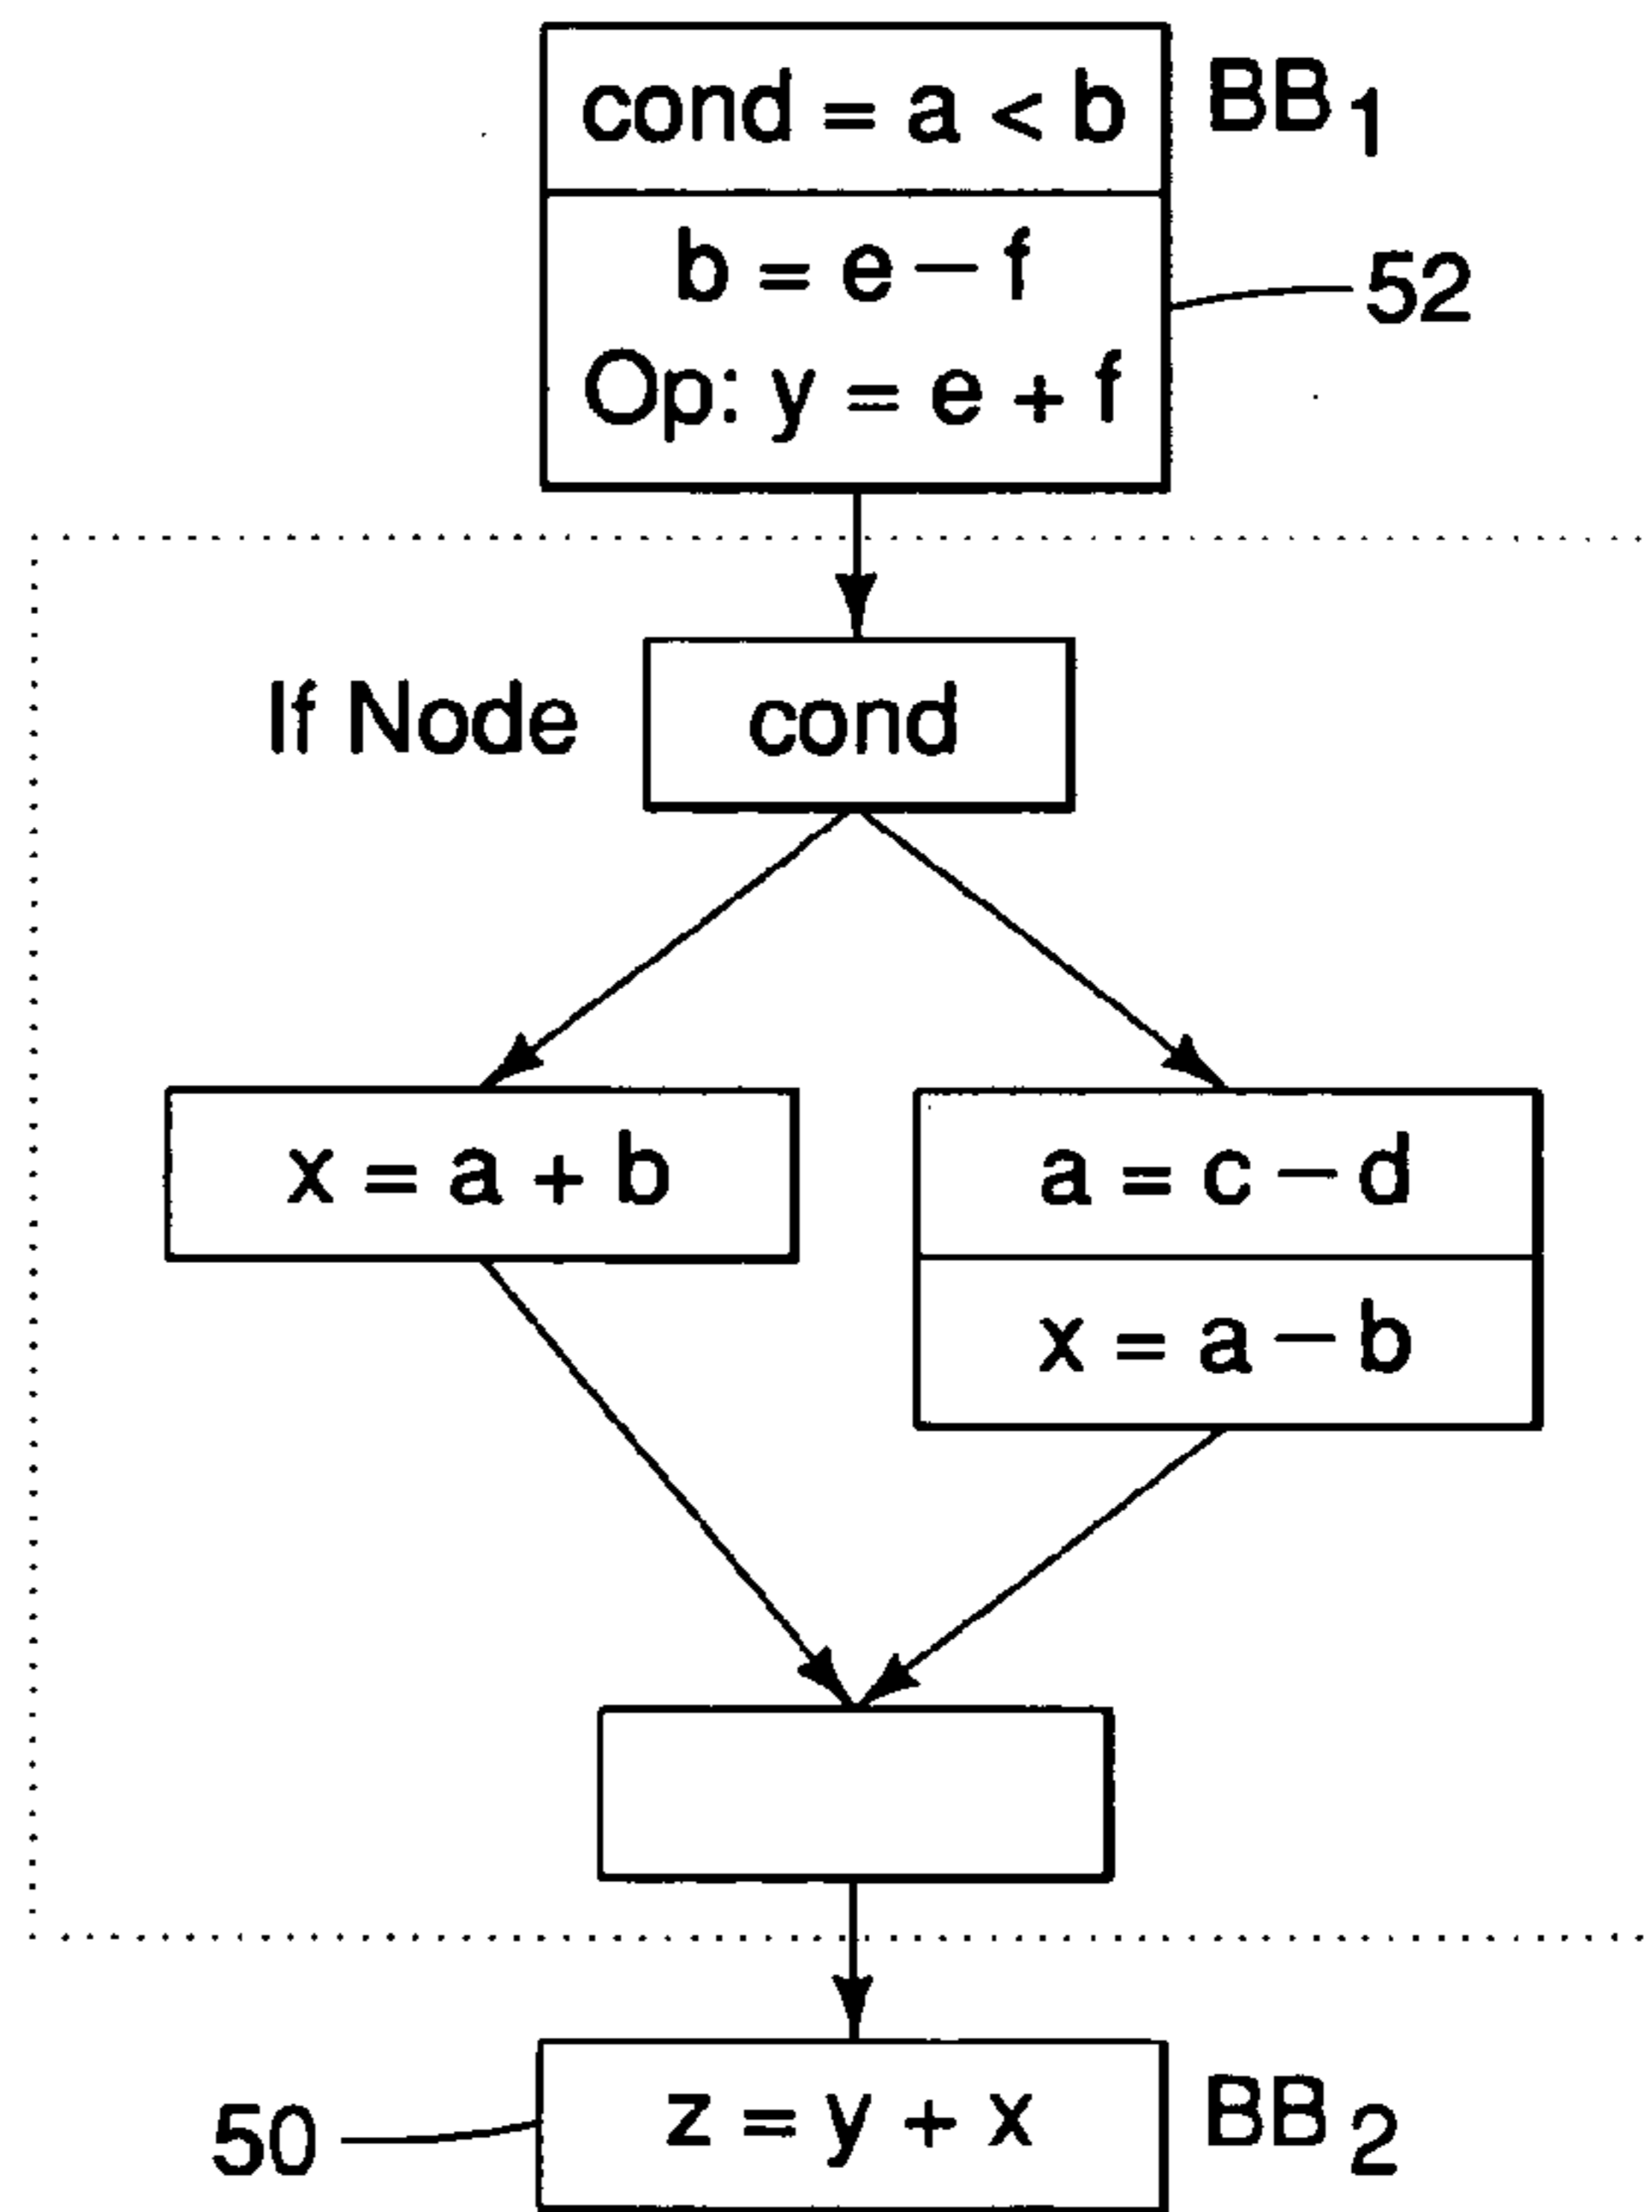 cond = a < b BB1
b = e – f
52
Op: y = e + f
If Node cond
x = a + b
a = c – d
x = a – b
50 z = y + x BB2